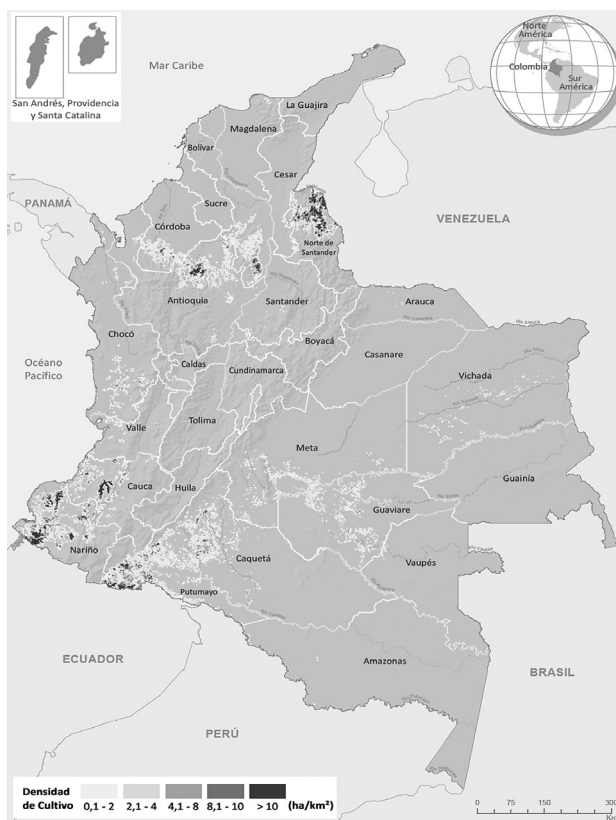 Norte
América
Colombia
Sur
América
San Andrés, Providencia
y Santa Catalina
Mar Caribe
La Guajira
Magdalena
Bolívar
Cesar
Sucre
PANAMÁ
Córdoba
VENEZUELA
Norte de
Santander
Antioquia
Santander
Arauca
Chocó
Boyacá
Casanare
Océano
Pacífico
Caldas
Cundinamarca
Vichada
Valle
Tolima
Meta
Cauca
Huila
Guainía
Guaviare
Nariño
Caquetá
Vaupés
Putumayo
ECUADOR
Amazonas
BRASIL
PERÚ
Densidad
de Cultivo
0,1 - 2
2,1 - 4
4,1 - 8
8,1 - 10
> 10
(ha/km²)
0
75
150
300